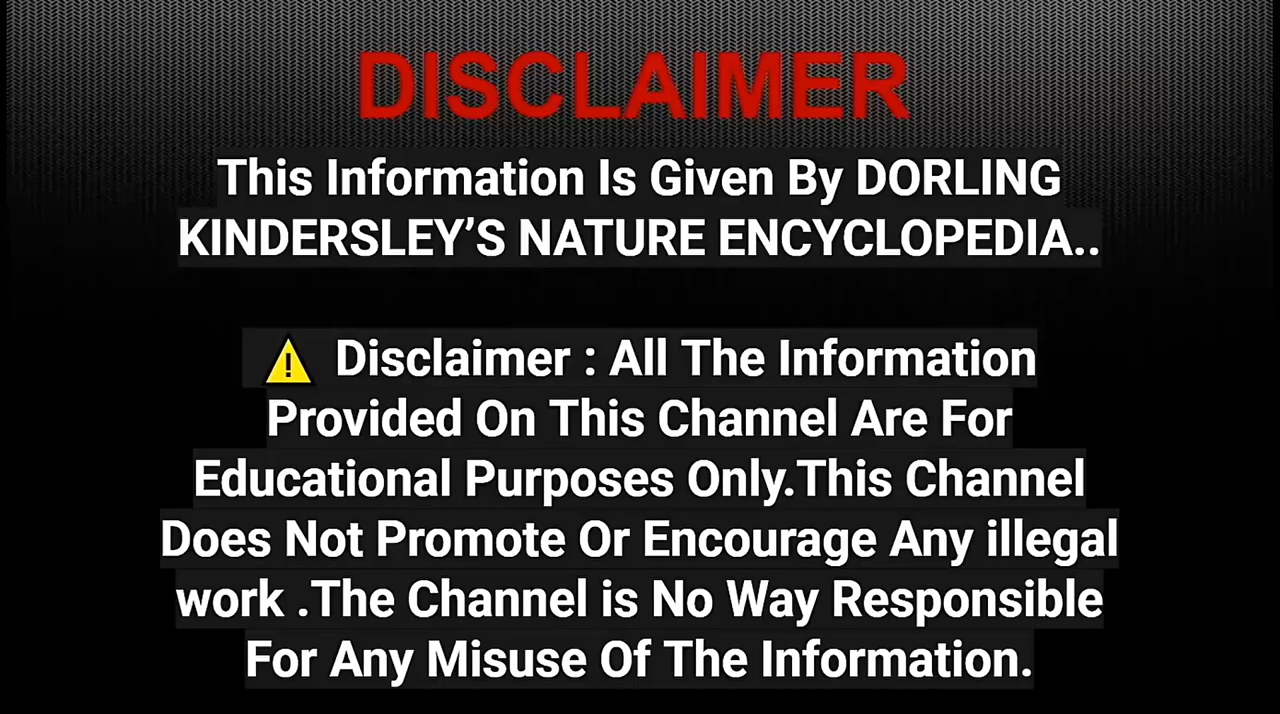 DISCLAIMER
This Information Is Given By DORLING
KINDERSLEY’S NATURE ENCYCLOPEDIA..
⚠ Disclaimer : All The Information
Provided On This Channel Are For
Educational Purposes Only.This Channel
Does Not Promote Or Encourage Any illegal
work .The Channel is No Way Responsible
For Any Misuse Of The Information.